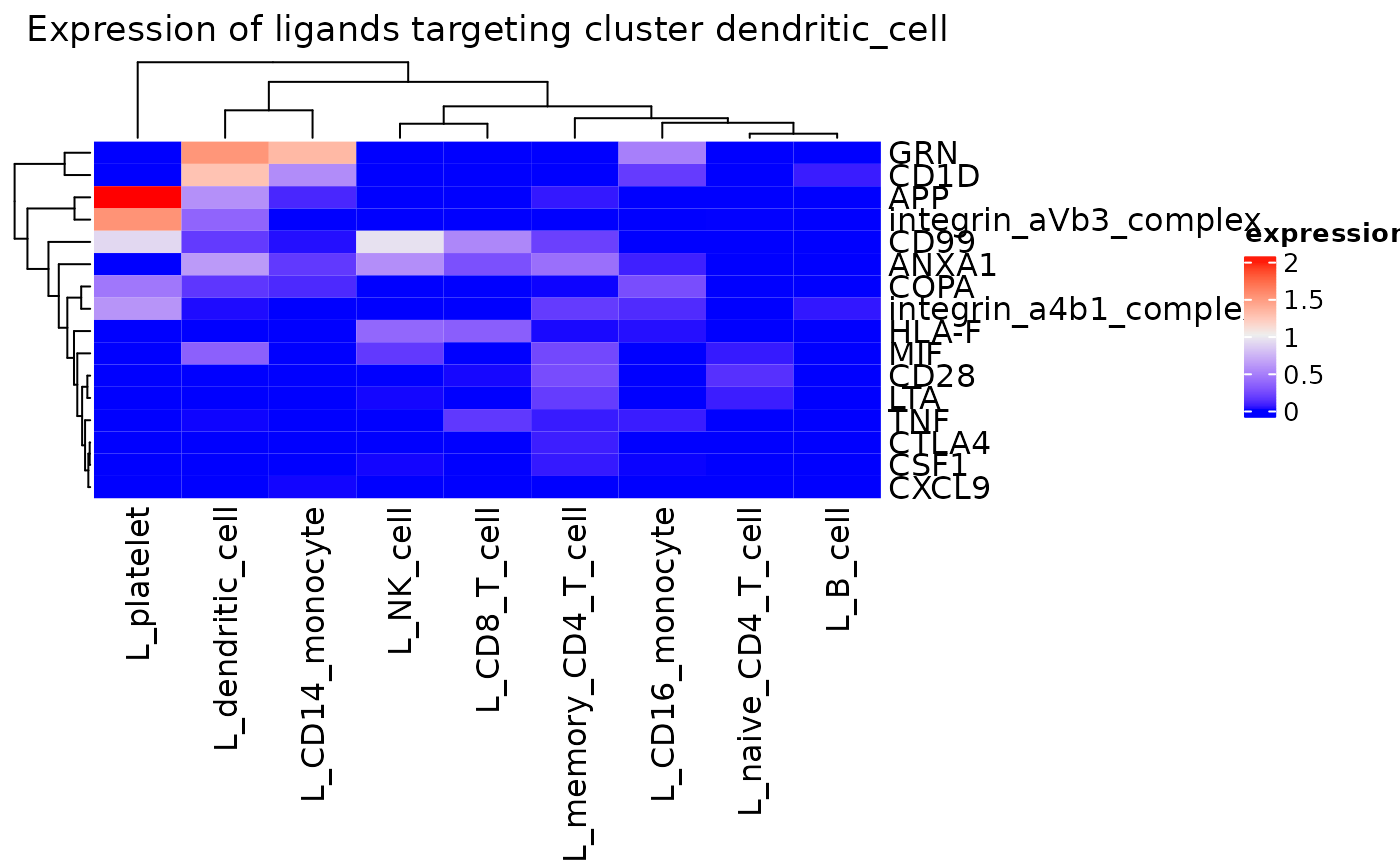 Expression of ligands targeting cluster dendritic_cell
GRN
CD1D
APP
integrin_aVb3_complex
CD99
ANXA1
COPA
integrin_a4b1_comple
HLA-F
MIF
CD28
LTA
TNF
CTLA4
CSF1
CXCL9
expression
2
1.5
1
0.5
0
L_platelet
L_dendritic_cell
L_CD14_monocyte
L_NK_cell
L_CD8_T_cell
L_memory_CD4_T_cell
L_CD16_monocyte
L_naive_CD4_T_cell
L_B_cell